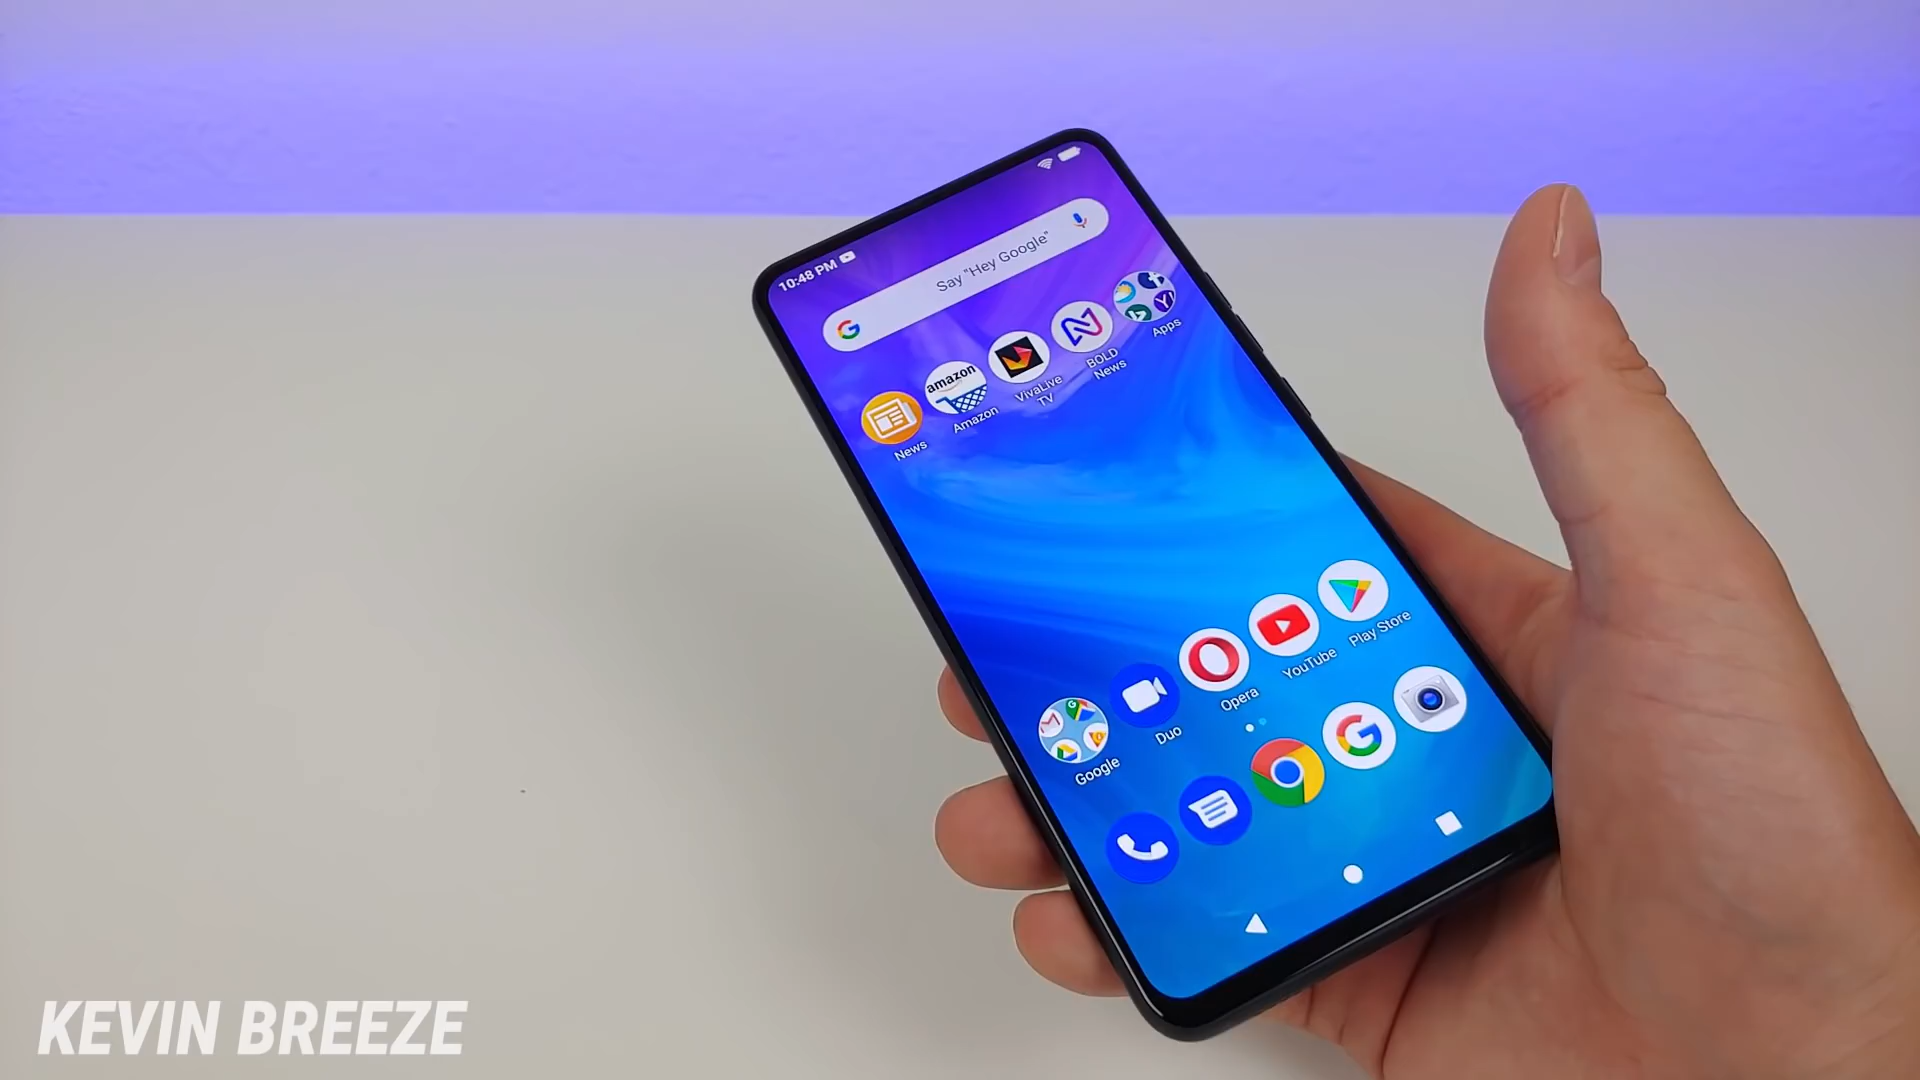 10:48 PM
Say "Hey Google"
amazon
News
Amazon
VivaLive
TV
BOLD
News
Apps
Google
Duo
Opera
YouTube
Play Store
KEVIN BREEZE